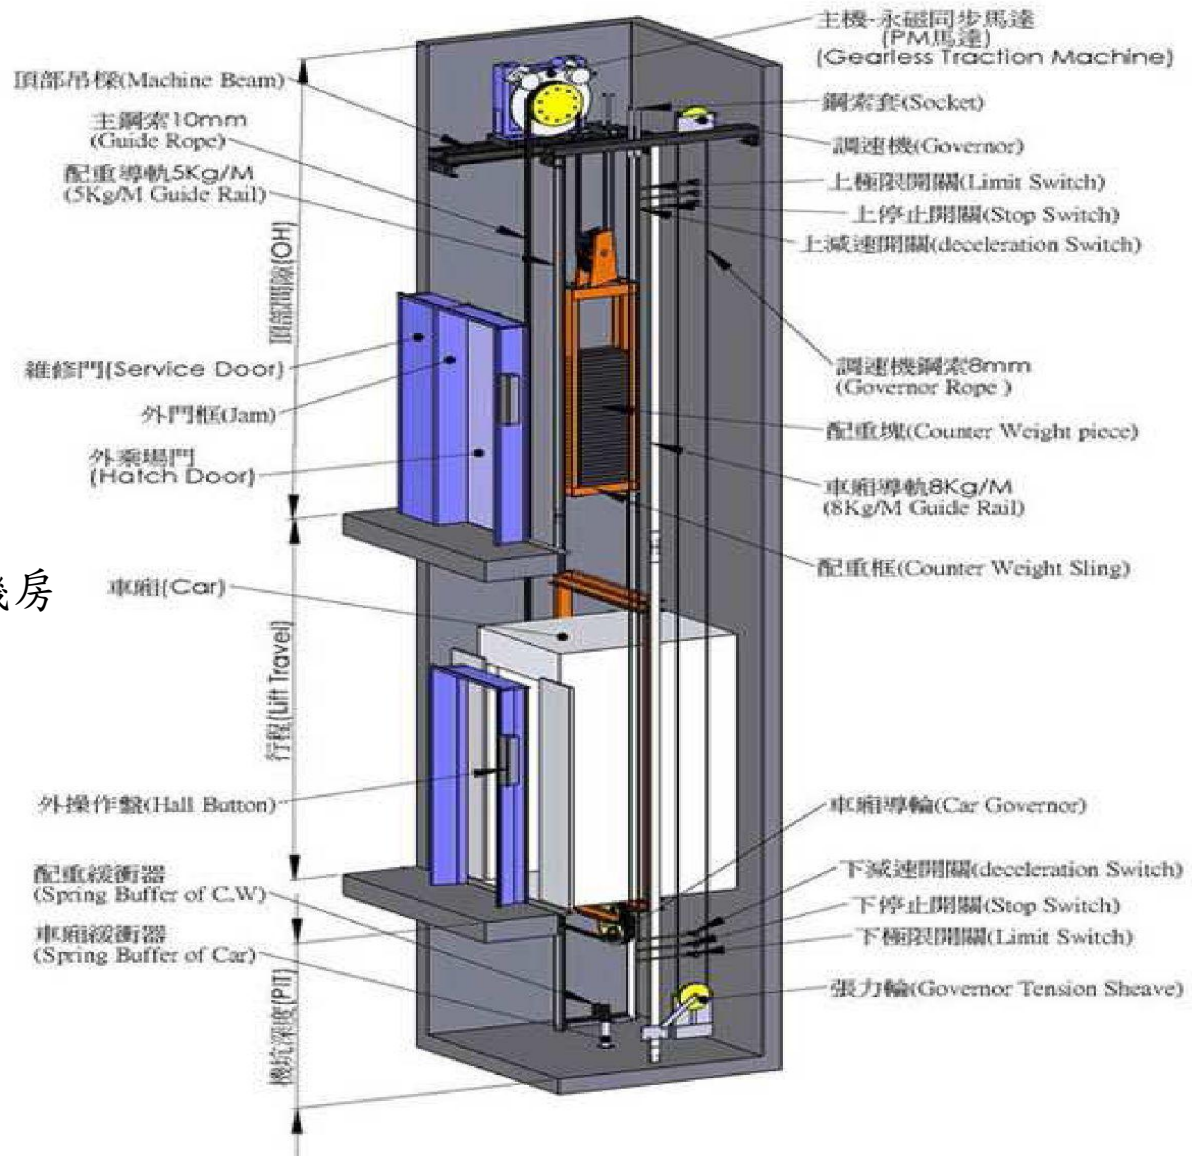 主機-永磁同步馬達
(PM馬達)
(Gearless Traction Machine)
頂部吊樑(Machine Beam)
鋼索套(Socket)
主鋼索10mm
(Guide Rope)
調速機(Governor)
配重導軌5Kg/M
(5Kg/M Guide Rail)
上極限開關(Limit Switch)
上停止開關(Stop Switch)
上減速開關(deceleration Switch)
頂部間隙(OH)
維修門(Service Door)
調速機鋼索8mm
(Governor Rope )
外門框(Jam)
配重塊(Counter Weight piece)
外乘場門
(Hatch Door)
車廂導軌8Kg/M
(8Kg/M Guide Rail)
配重框(Counter Weight Sling)
機房
車廂(Car)
行程(Lift Travel)
外操作盤(Hall Button)
車廂導輪(Car Governor)
配重緩衝器
(Spring Buffer of C.W)
下減速開關(deceleration Switch)
下停止開關(Stop Switch)
車廂緩衝器
(Spring Buffer of Car)
下極限開關(Limit Switch)
張力輪(Governor Tension Sheave)
機坑深度(PIT)